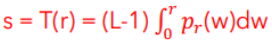 s = T(r) = (L-1) ∫₀ʳ pᵣ(w)dw